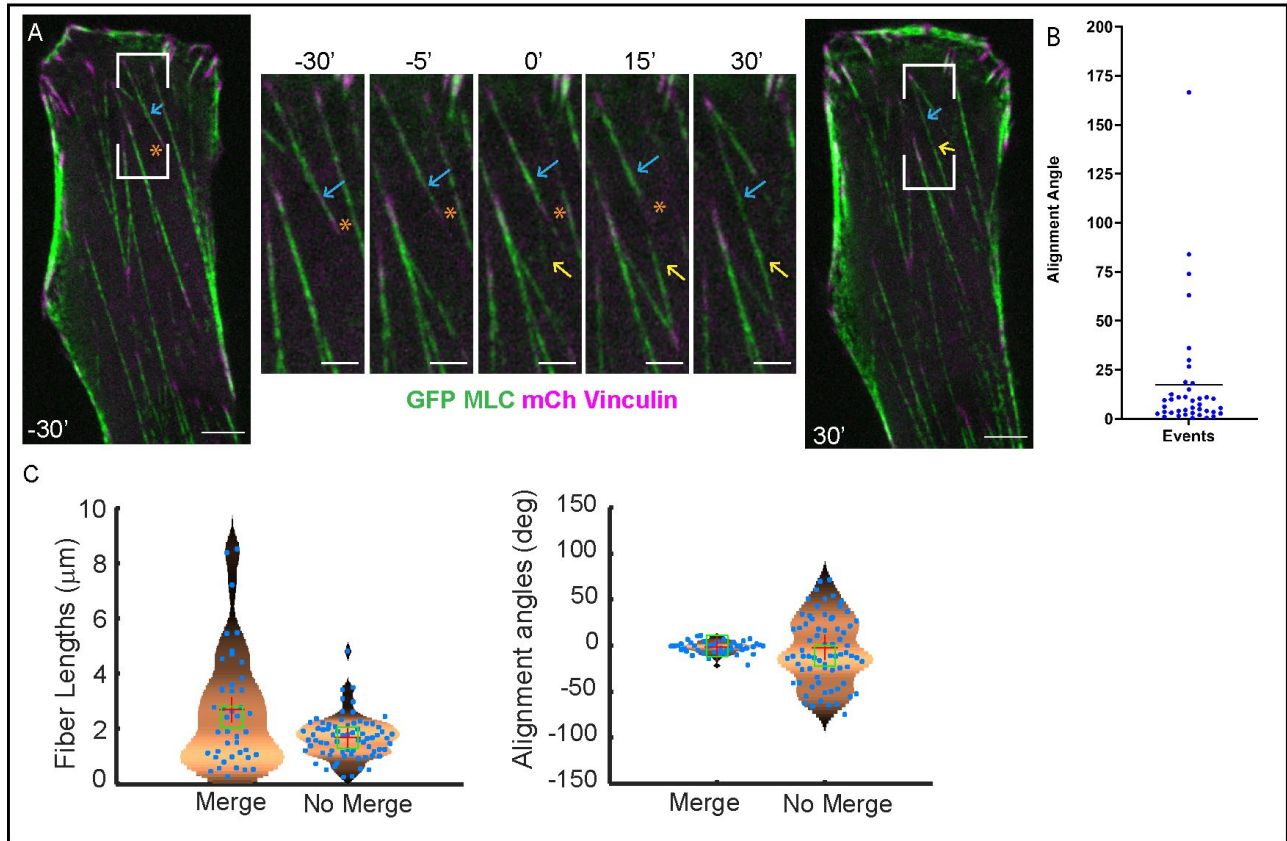 A
-30'
-30' -5' 0' 15' 30'
* * * * *
GFP MLC mCh Vinculin
30'
B
200
175
150
125
100
75
50
25
0
Alignment Angle
Events
C
10
8
6
4
2
0
Fiber Lengths (μm)
Merge No Merge
150
100
50
0
-50
-100
-150
Alignment angles (deg)
Merge No Merge